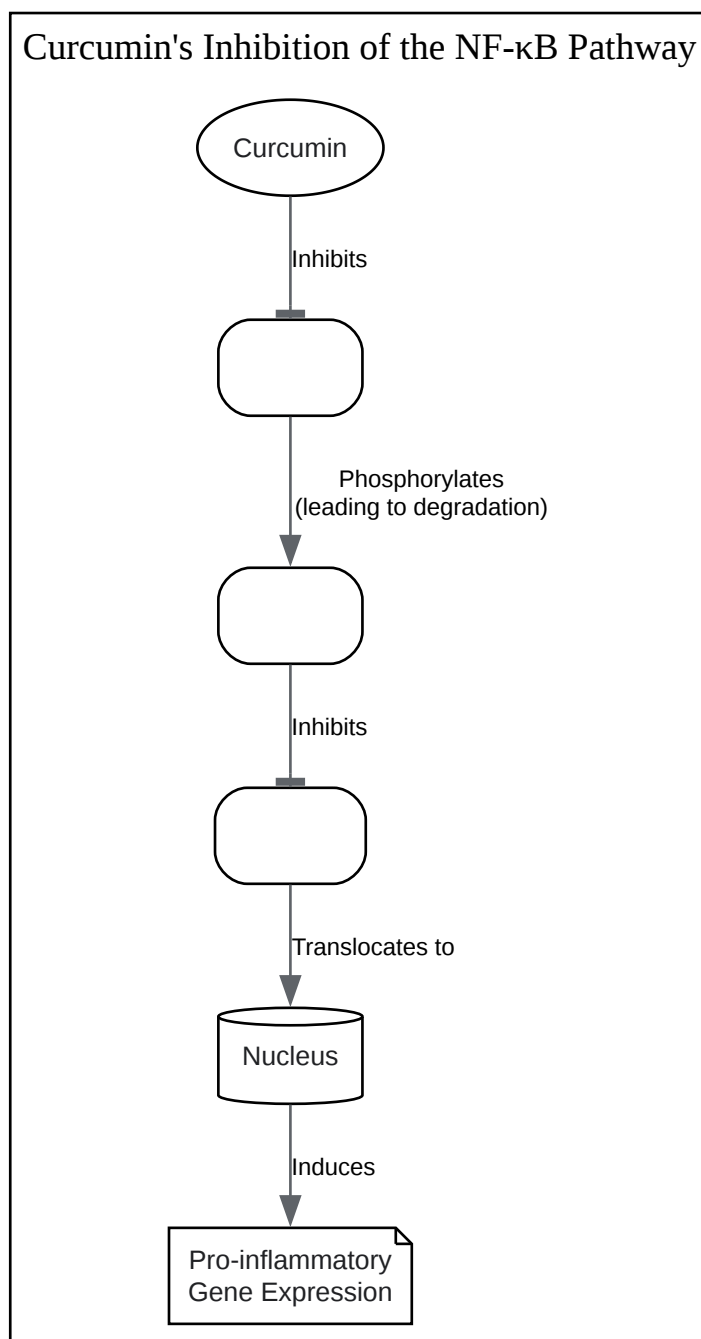 Curcumin's Inhibition of the NF-κB Pathway
Curcumin
Inhibits
Phosphorylates
(leading to degradation)
Inhibits
Translocates to
Nucleus
Induces
Pro-inflammatory
Gene Expression